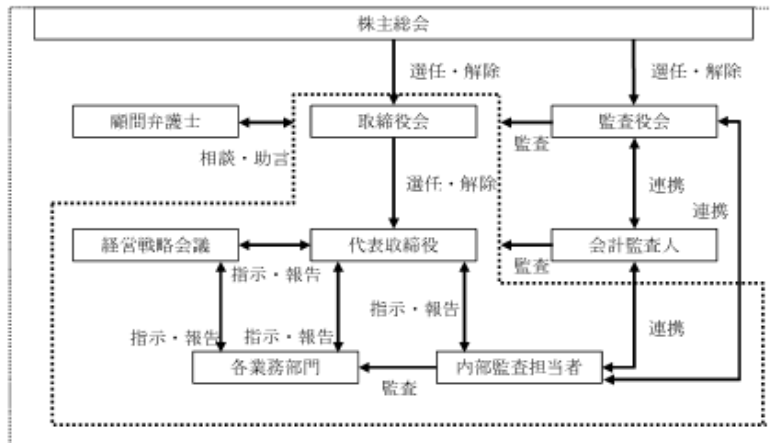 株主総会
選任・解除
選任・解除
顧問弁護士
取締役会
監査役会
相談・助言
監査
選任・解除
連携
連携
経営戦略会議
代表取締役
会計監査人
指示・報告
監査
指示・報告
指示・報告
指示・報告
連携
各業務部門
内部監査担当者
監査